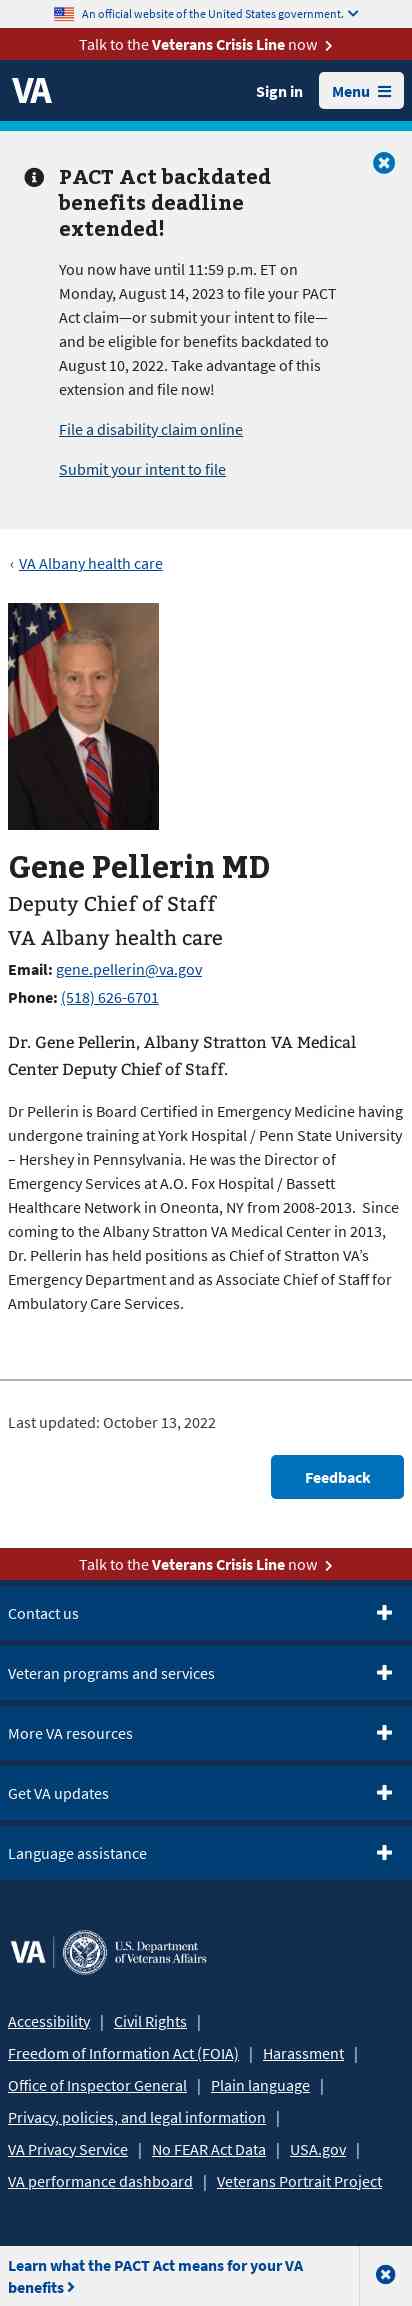 An official website of the United States government.
Talk to the Veterans Crisis Line now
VA
Sign in
Menu
PACT Act backdated
benefits deadline
extended!
You now have until 11:59 p.m. ET on
Monday, August 14, 2023 to file your PACT
Act claim—or submit your intent to file—
and be eligible for benefits backdated to
August 10, 2022. Take advantage of this
extension and file now!
File a disability claim online
Submit your intent to file
‹ VA Albany health care
Gene Pellerin MD
Deputy Chief of Staff
VA Albany health care
Email: gene.pellerin@va.gov
Phone: (518) 626-6701
Dr. Gene Pellerin, Albany Stratton VA Medical
Center Deputy Chief of Staff.
Dr Pellerin is Board Certified in Emergency Medicine having
undergone training at York Hospital / Penn State University
– Hershey in Pennsylvania. He was the Director of
Emergency Services at A.O. Fox Hospital / Bassett
Healthcare Network in Oneonta, NY from 2008-2013.  Since
coming to the Albany Stratton VA Medical Center in 2013,
Dr. Pellerin has held positions as Chief of Stratton VA’s
Emergency Department and as Associate Chief of Staff for
Ambulatory Care Services.
Last updated: October 13, 2022
Feedback
Talk to the Veterans Crisis Line now
Contact us
Veteran programs and services
More VA resources
Get VA updates
Language assistance
VA | U.S. Department
of Veterans Affairs
Accessibility | Civil Rights |
Freedom of Information Act (FOIA) | Harassment |
Office of Inspector General | Plain language |
Privacy, policies, and legal information |
VA Privacy Service | No FEAR Act Data | USA.gov |
VA performance dashboard | Veterans Portrait Project
Learn what the PACT Act means for your VA
benefits